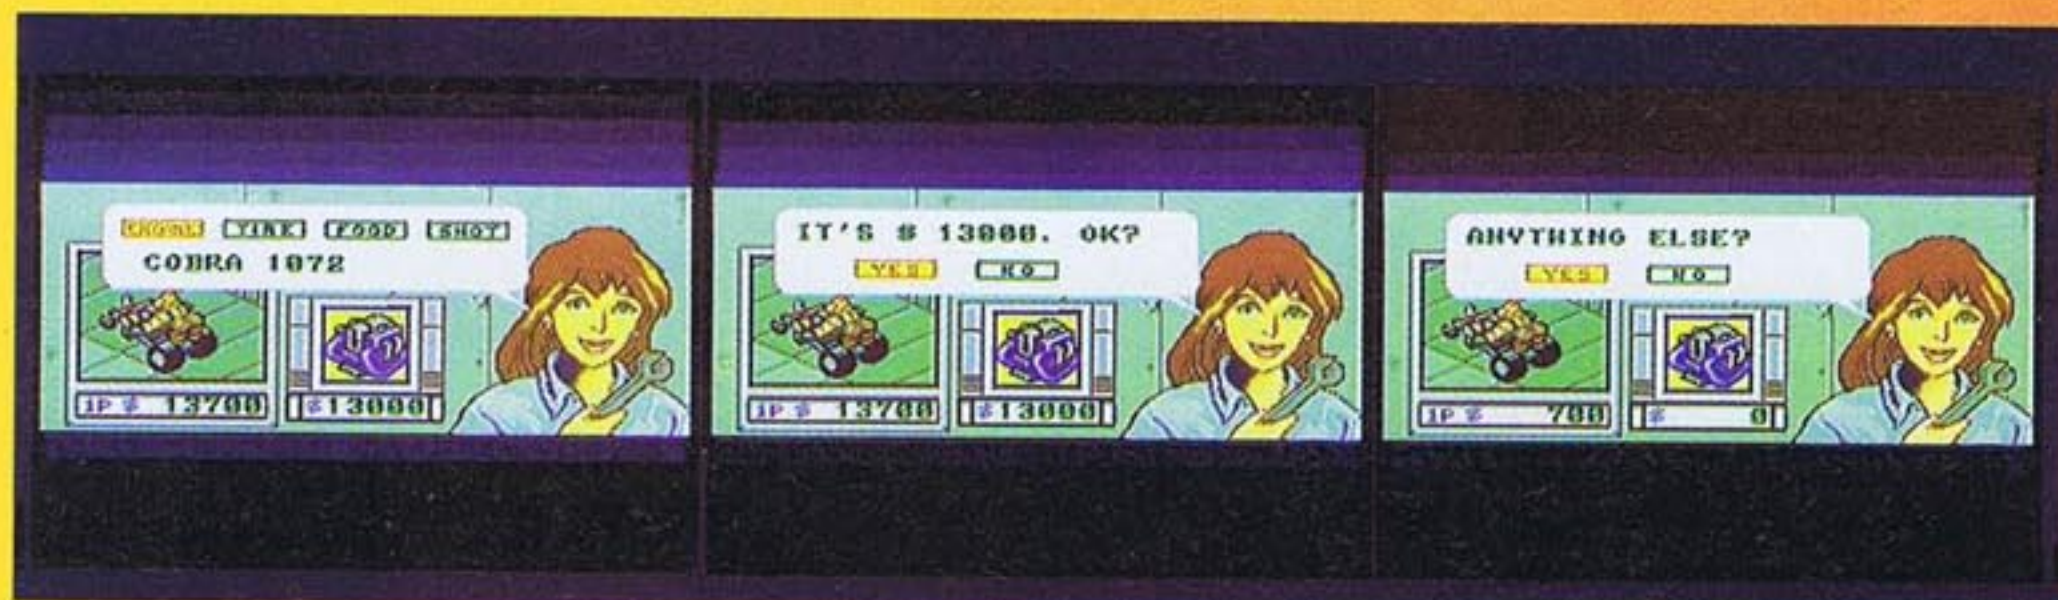 ENGINE TIRE FOOD SHOT
COBRA 1072
1P $ 13700
$13000
IT'S $ 13000. OK?
YES NO
1P $ 13700
$13000
ANYTHING ELSE?
YES NO
1P $ 700
$ 0